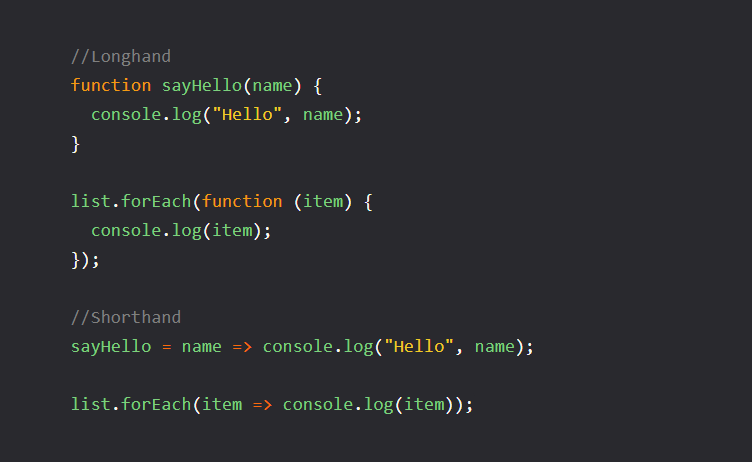 //Longhand
function sayHello(name) {
  console.log("Hello", name);
}
list.forEach(function (item) {
  console.log(item);
});
//Shorthand
sayHello = name => console.log("Hello", name);
list.forEach(item => console.log(item));